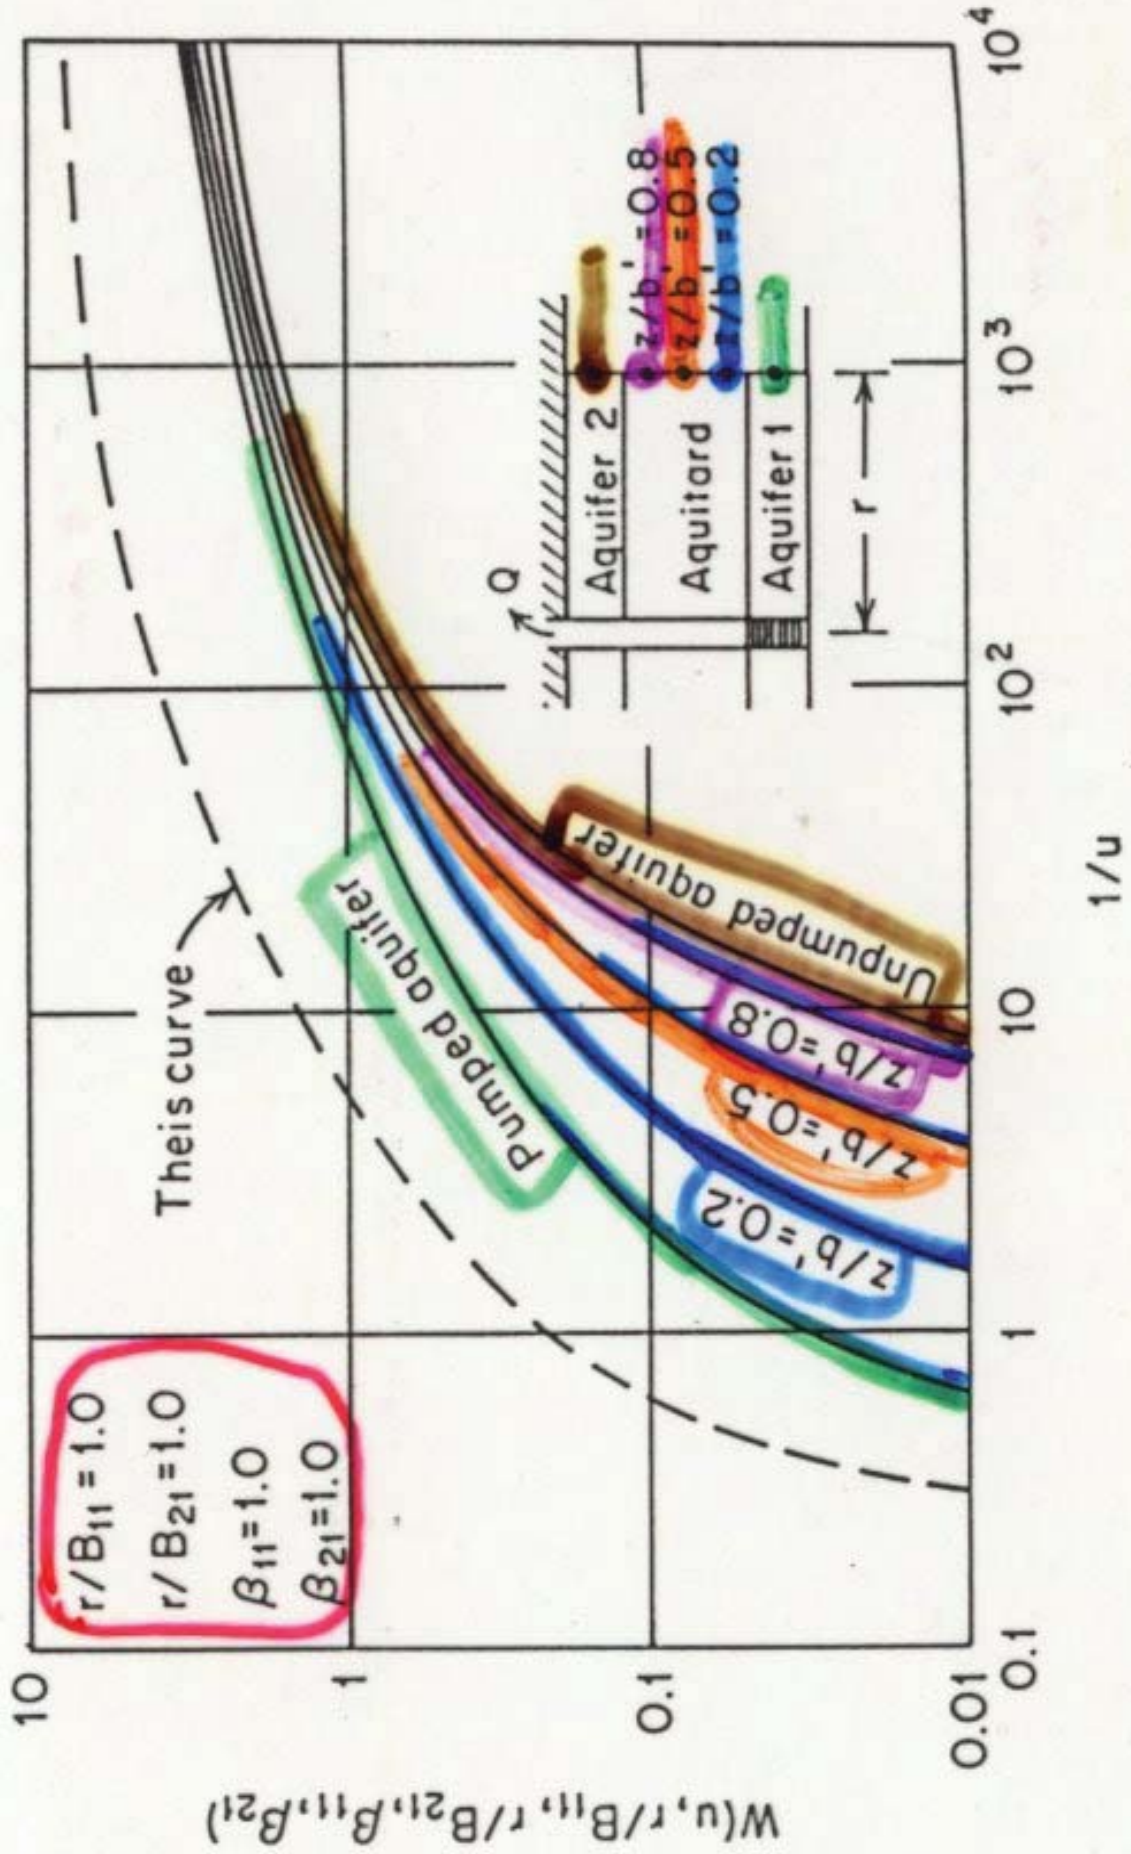 W(u, r/B₁₁, r/B₂₁, β₁₁, β₂₁)
10
1
0.1
0.01
r/B₁₁ = 1.0
r/B₂₁ = 1.0
β₁₁=1.0
β₂₁=1.0
Theis curve
Pumped aquifer
z/b' = 0.2
z/b' = 0.5
z/b' = 0.8
Unpumped aquifer
Q
Aquifer 2
Aquitard
Aquifer 1
z/b' = 0.8
z/b' = 0.5
z/b' = 0.2
r
0.1
1
10
10²
10³
10⁴
1/u